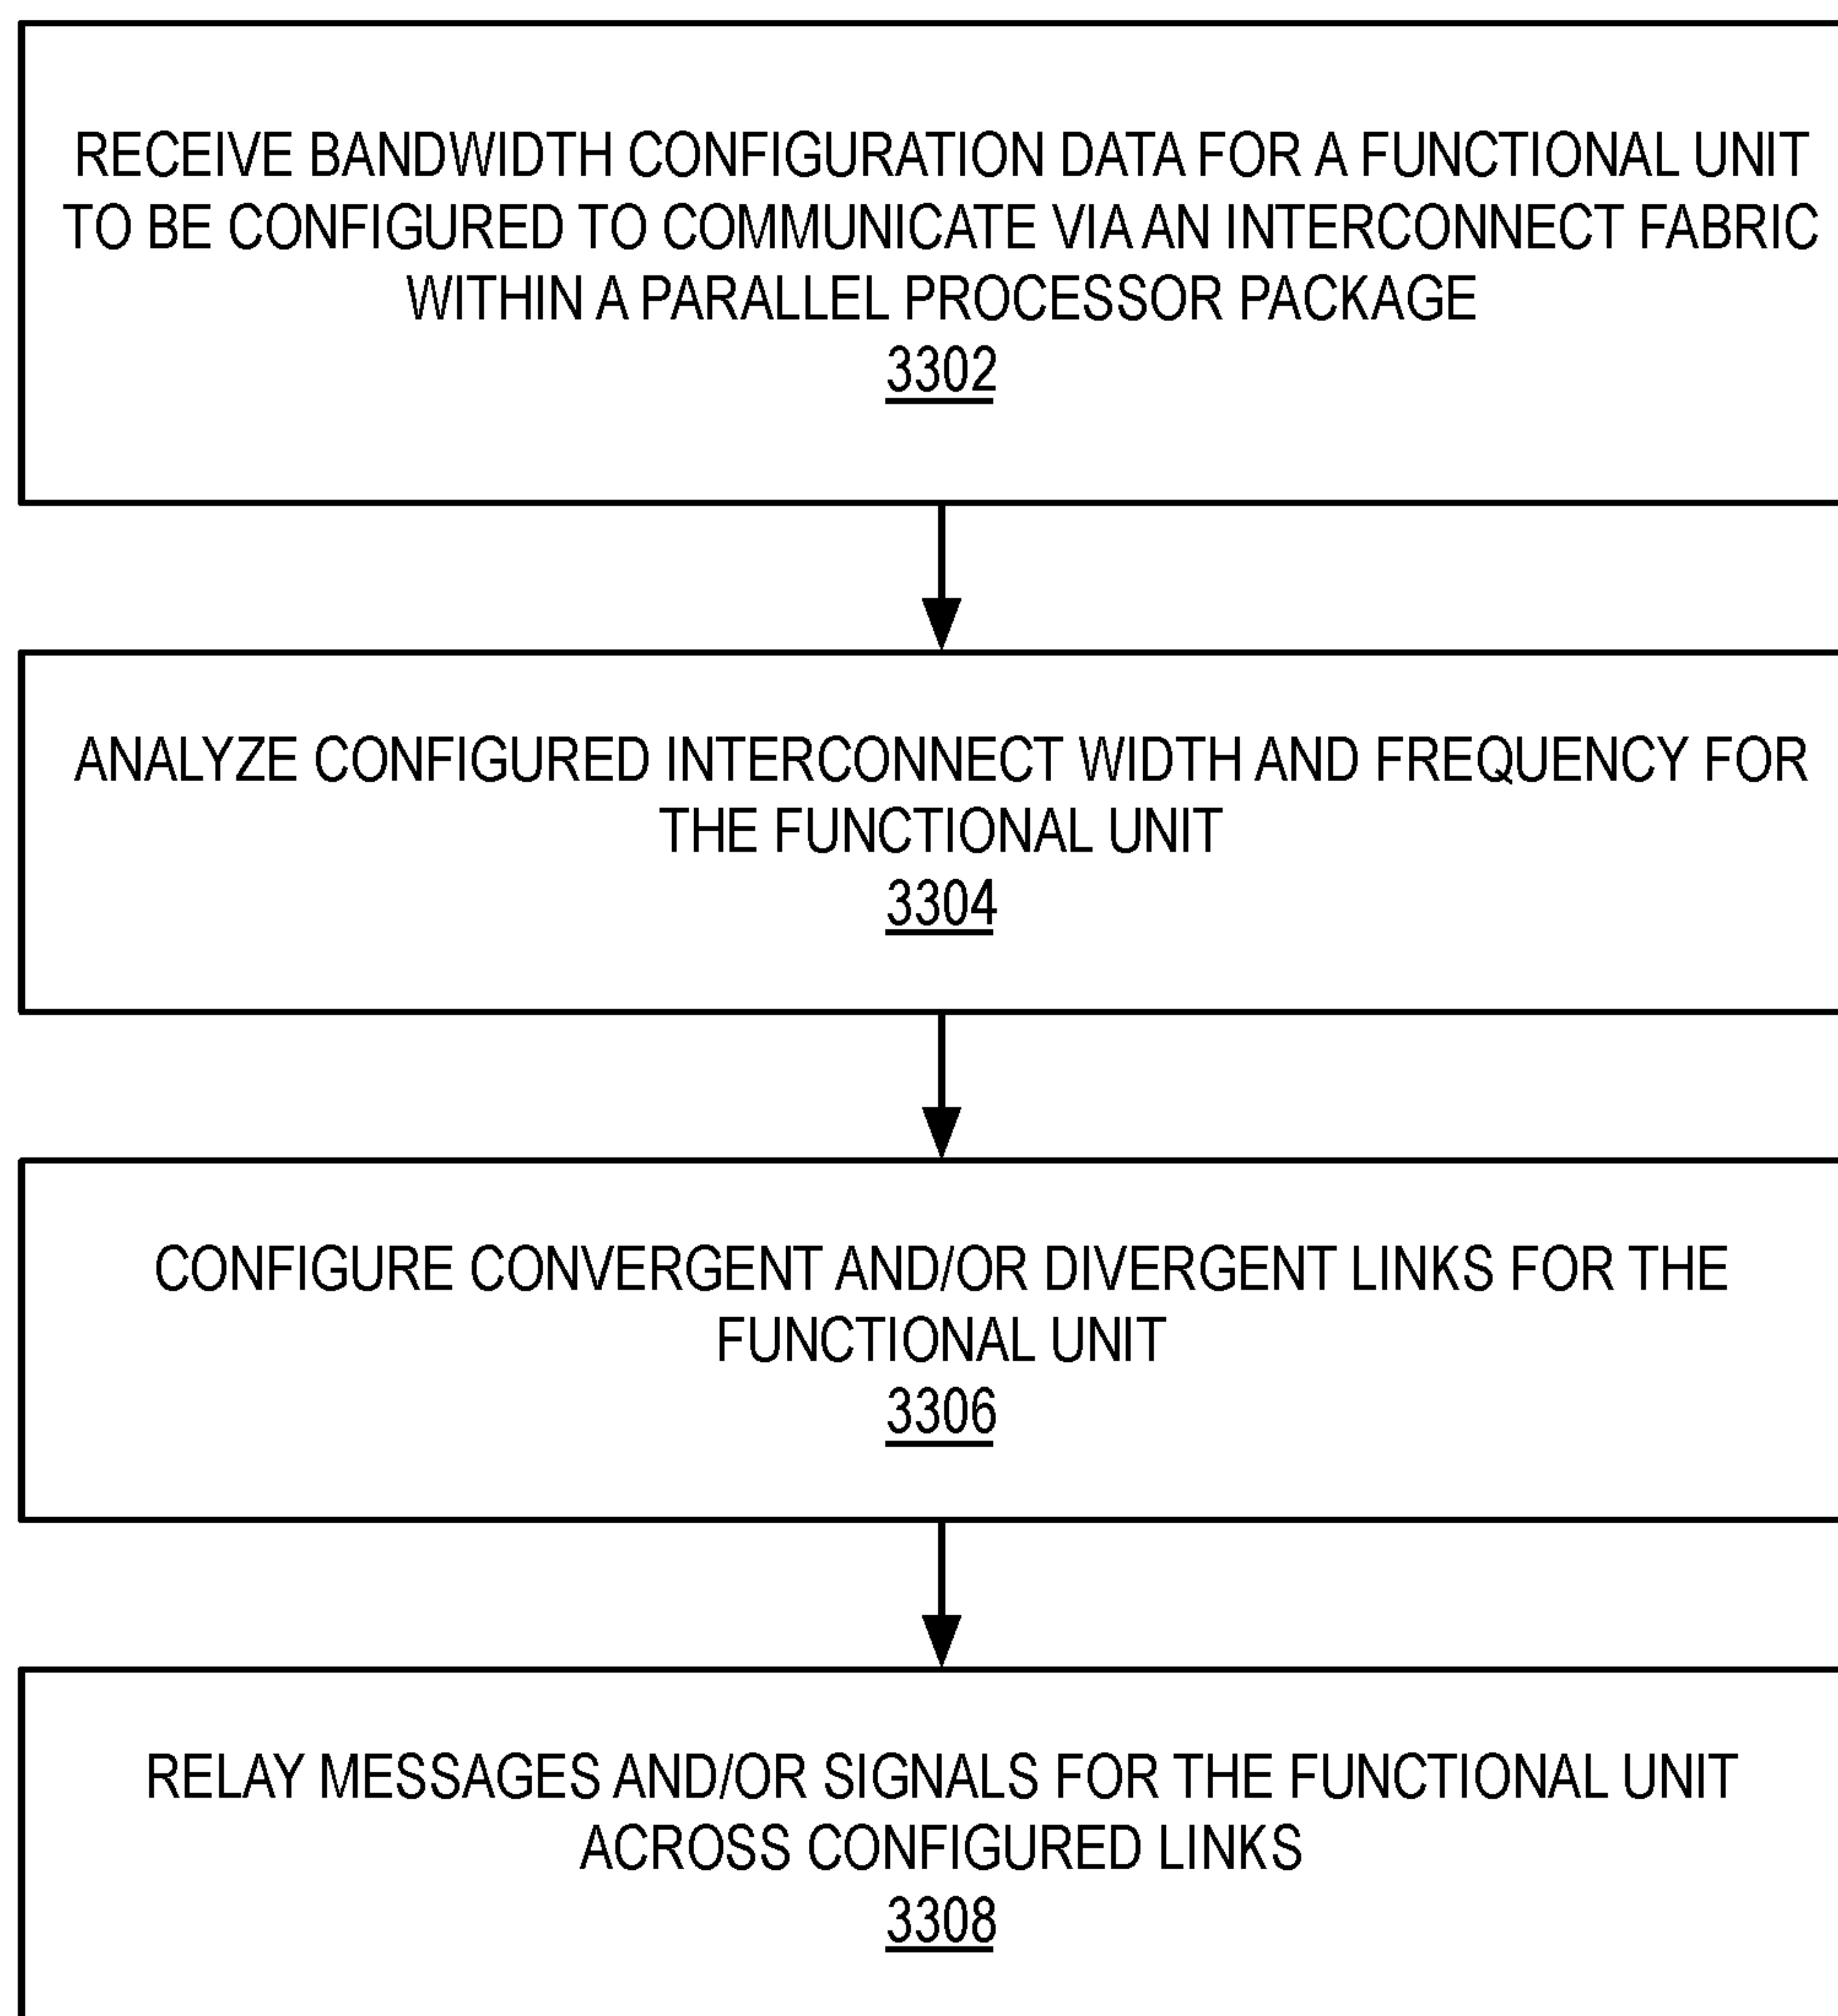 RECEIVE BANDWIDTH CONFIGURATION DATA FOR A FUNCTIONAL UNIT
TO BE CONFIGURED TO COMMUNICATE VIA AN INTERCONNECT FABRIC
WITHIN A PARALLEL PROCESSOR PACKAGE
3302
ANALYZE CONFIGURED INTERCONNECT WIDTH AND FREQUENCY FOR
THE FUNCTIONAL UNIT
3304
CONFIGURE CONVERGENT AND/OR DIVERGENT LINKS FOR THE
FUNCTIONAL UNIT
3306
RELAY MESSAGES AND/OR SIGNALS FOR THE FUNCTIONAL UNIT
ACROSS CONFIGURED LINKS
3308